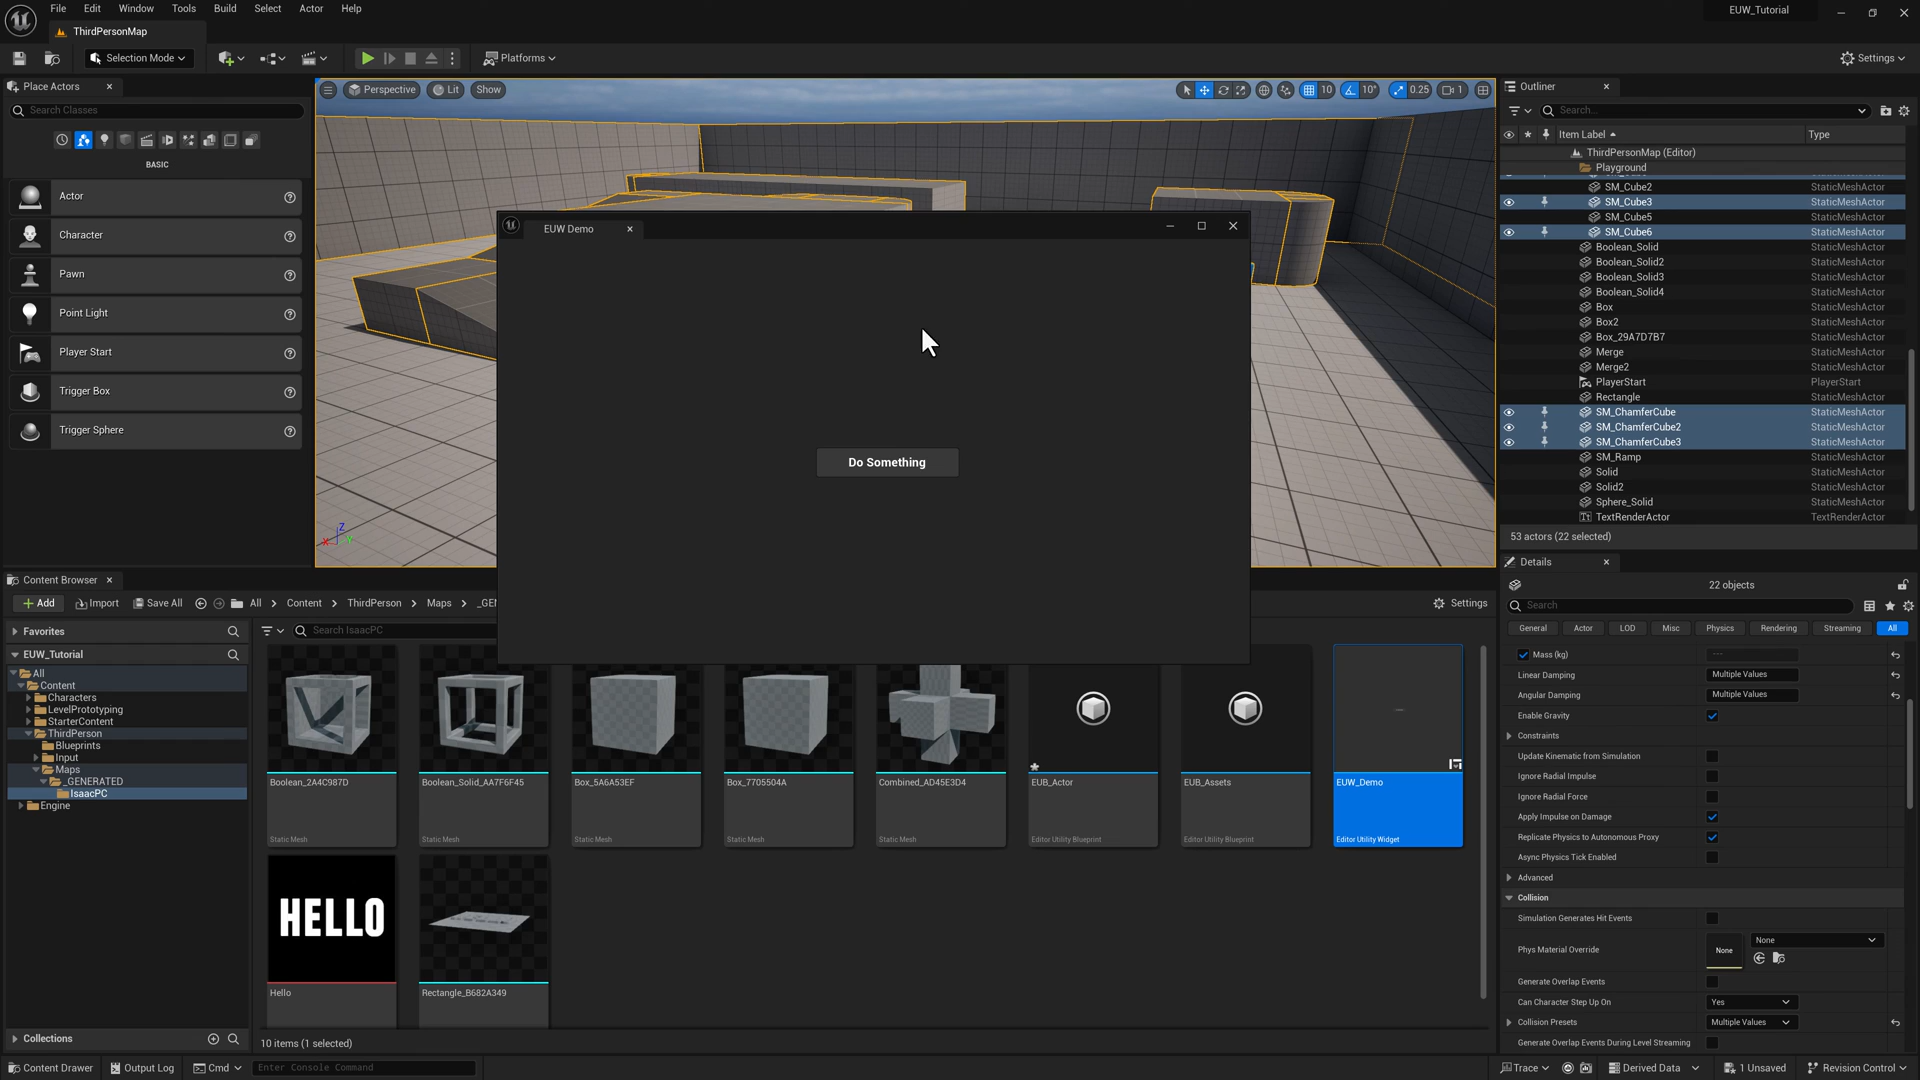 File Edit Window Tools Build Select Actor Help
EUW_Tutorial
ThirdPersonMap
Selection Mode
Platforms
Settings
Place Actors
Search Classes
BASIC
Actor
Character
Pawn
Point Light
Player Start
Trigger Box
Trigger Sphere
Perspective Lit Show
10 10° 0.25 1
EUW Demo
Do Something
Outliner
Search...
Item Label Type
ThirdPersonMap (Editor)
Playground
SM_Cube2 StaticMeshActor
SM_Cube3 StaticMeshActor
SM_Cube5 StaticMeshActor
SM_Cube6 StaticMeshActor
Boolean_Solid StaticMeshActor
Boolean_Solid2 StaticMeshActor
Boolean_Solid3 StaticMeshActor
Boolean_Solid4 StaticMeshActor
Box StaticMeshActor
Box2 StaticMeshActor
Box_29A7D7B7 StaticMeshActor
Merge StaticMeshActor
Merge2 StaticMeshActor
PlayerStart PlayerStart
Rectangle StaticMeshActor
SM_ChamferCube StaticMeshActor
SM_ChamferCube2 StaticMeshActor
SM_ChamferCube3 StaticMeshActor
SM_Ramp StaticMeshActor
Solid StaticMeshActor
Solid2 StaticMeshActor
Sphere_Solid StaticMeshActor
TextRenderActor TextRenderActor
53 actors (22 selected)
Details
22 objects
Search
General Actor LOD Misc Physics Rendering Streaming All
Mass (kg) ---
Linear Damping Multiple Values
Angular Damping Multiple Values
Enable Gravity
Constraints
Update Kinematic from Simulation
Ignore Radial Impulse
Ignore Radial Force
Apply Impulse on Damage
Replicate Physics to Autonomous Proxy
Async Physics Tick Enabled
Advanced
Collision
Simulation Generates Hit Events
Phys Material Override None None
Generate Overlap Events
Can Character Step Up On Yes
Collision Presets Multiple Values
Generate Overlap Events During Level Streaming
Content Browser
Add Import Save All All Content ThirdPerson Maps _GE
Settings
Favorites
EUW_Tutorial
All
Content
Characters
LevelPrototyping
StarterContent
ThirdPerson
Blueprints
Input
Maps
_GENERATED
IsaacPC
Engine
Collections
Search IsaacPC
Boolean_2A4C987D
Static Mesh
Boolean_Solid_AA7F6F45
Static Mesh
Box_5A6A53EF
Static Mesh
Box_7705504A
Static Mesh
Combined_AD45E3D4
Static Mesh
EUB_Actor
Editor Utility Blueprint
EUB_Assets
Editor Utility Blueprint
EUW_Demo
Editor Utility Widget
HELLO
Hello
Rectangle_B682A349
10 items (1 selected)
Content Drawer Output Log Cmd Enter Console Command
Trace Derived Data 1 Unsaved Revision Control